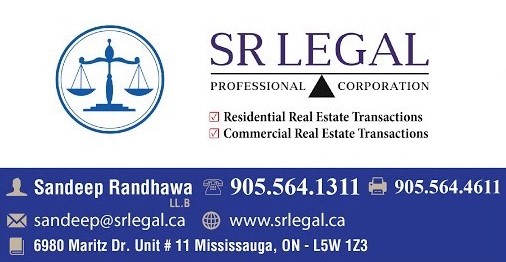 SR LEGAL
PROFESSIONAL CORPORATION
Residential Real Estate Transactions
Commercial Real Estate Transactions
Sandeep Randhawa 905.564.1311 905.564.4611
LL.B
sandeep@srlegal.ca www.srlegal.ca
6980 Maritz Dr. Unit # 11 Mississauga, ON - L5W 1Z3